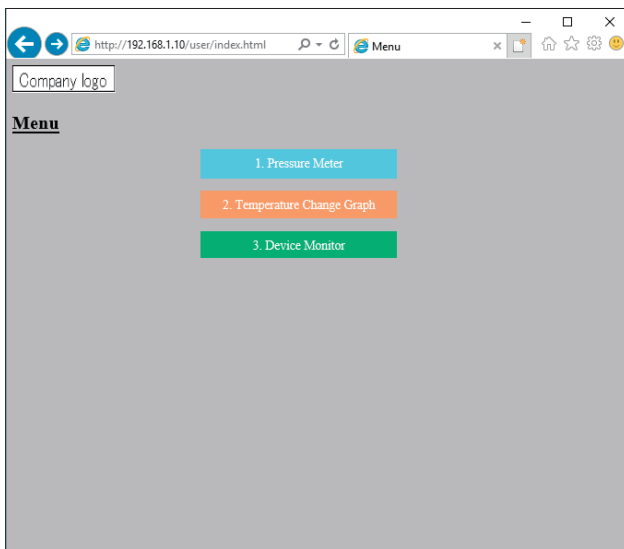 http://192.168.1.10/user/index.html
Menu
Company logo
Menu
1. Pressure Meter
2. Temperature Change Graph
3. Device Monitor